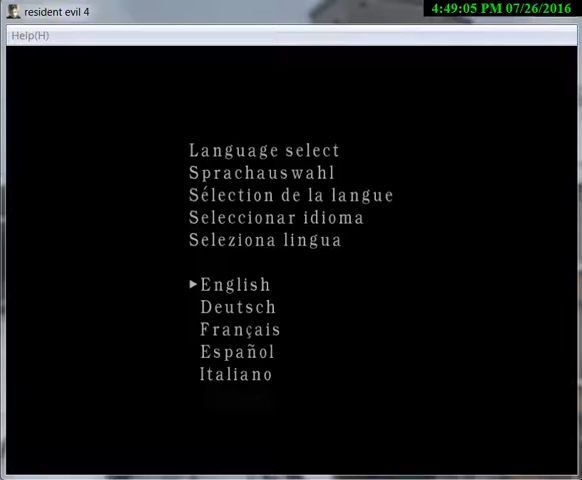 resident evil 4
4:49:05 PM 07/26/2016
Help(H)
Language select
Sprachauswahl
Sélection de la langue
Seleccionar idioma
Seleziona lingua
English
Deutsch
Français
Español
Italiano